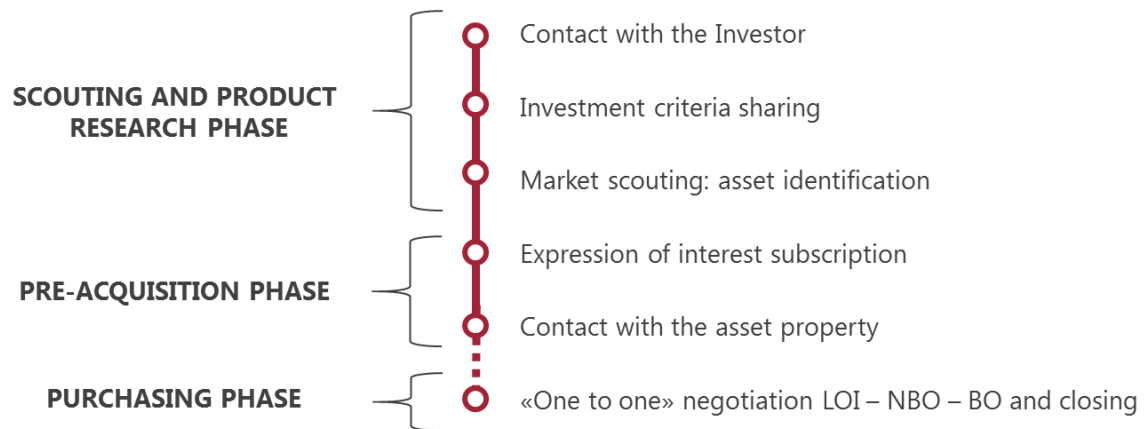 SCOUTING AND PRODUCT
RESEARCH PHASE
Contact with the Investor
Investment criteria sharing
Market scouting: asset identification
PRE-ACQUISITION PHASE
Expression of interest subscription
Contact with the asset property
PURCHASING PHASE
«One to one» negotiation LOI – NBO – BO and closing